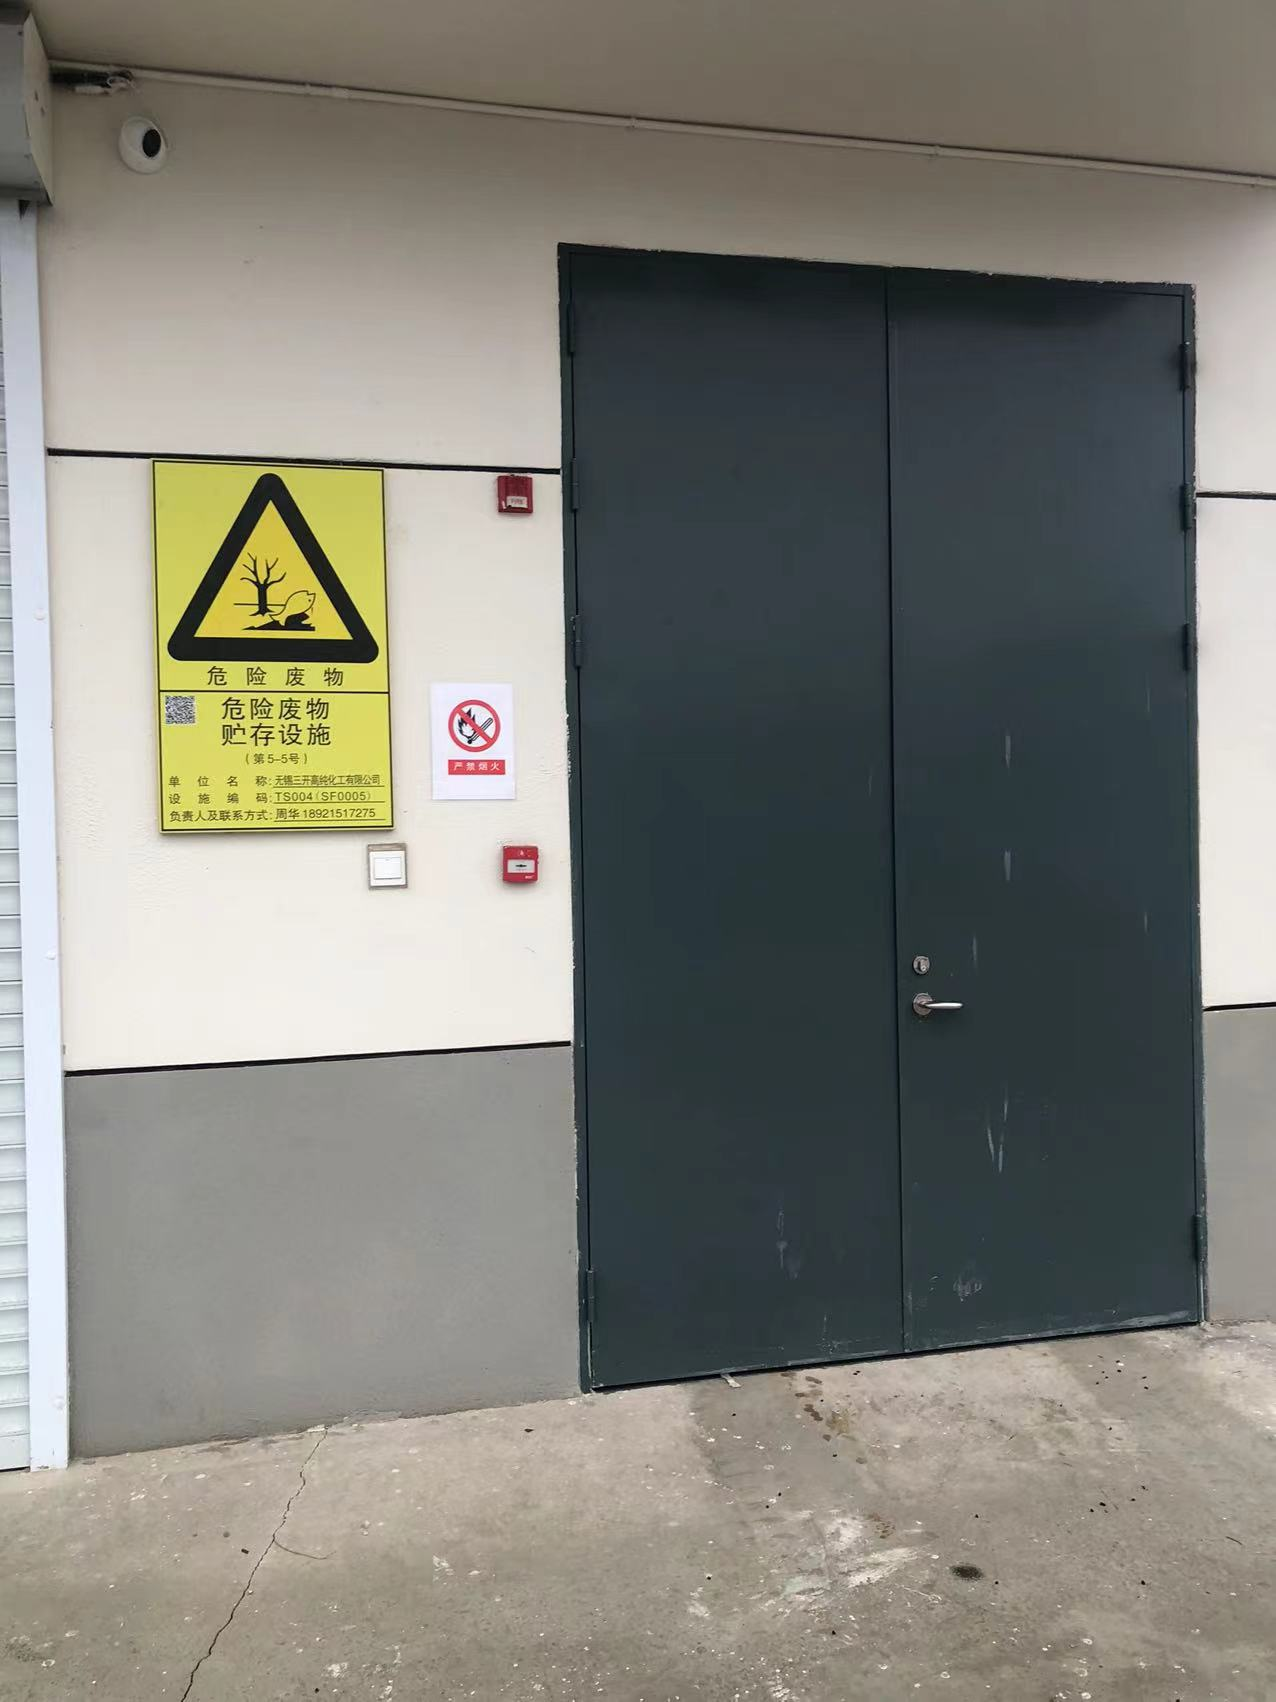 危险废物
危险废物
贮存设施
（第5-5号）
单位名称：无锡三开高纯化工有限公司
设施编码：TS004（SF0005）
负责人及联系方式：周华 18921517275
严禁烟火